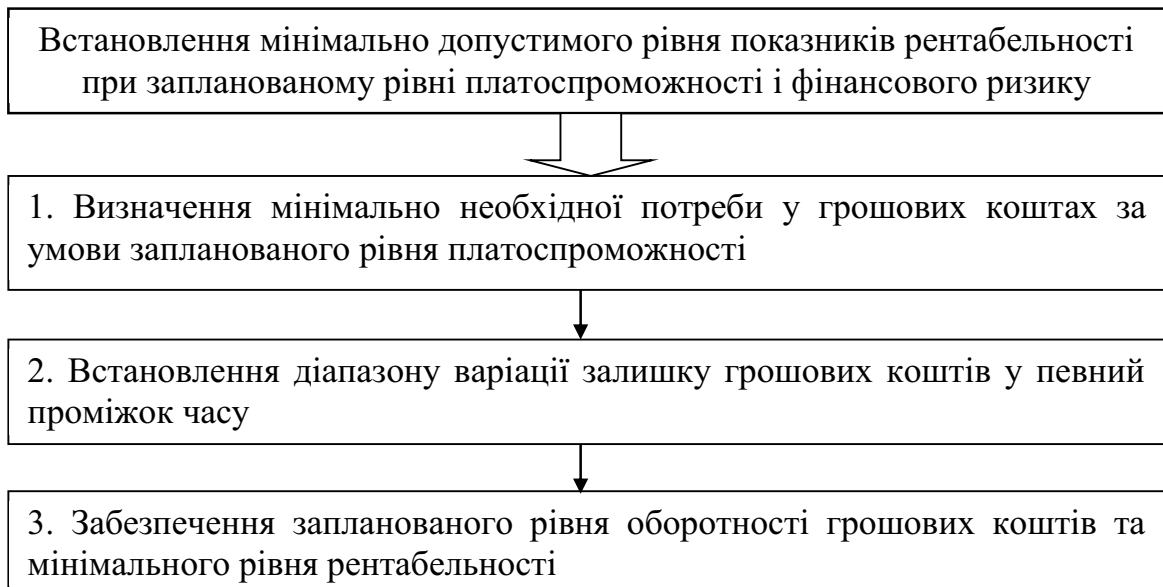 Встановлення мінімально допустимого рівня показників рентабельності
при запланованому рівні платоспроможності і фінансового ризику
1. Визначення мінімально необхідної потреби у грошових коштах за
умови запланованого рівня платоспроможності
2. Встановлення діапазону варіації залишку грошових коштів у певний
проміжок часу
3. Забезпечення запланованого рівня оборотності грошових коштів та
мінімального рівня рентабельності